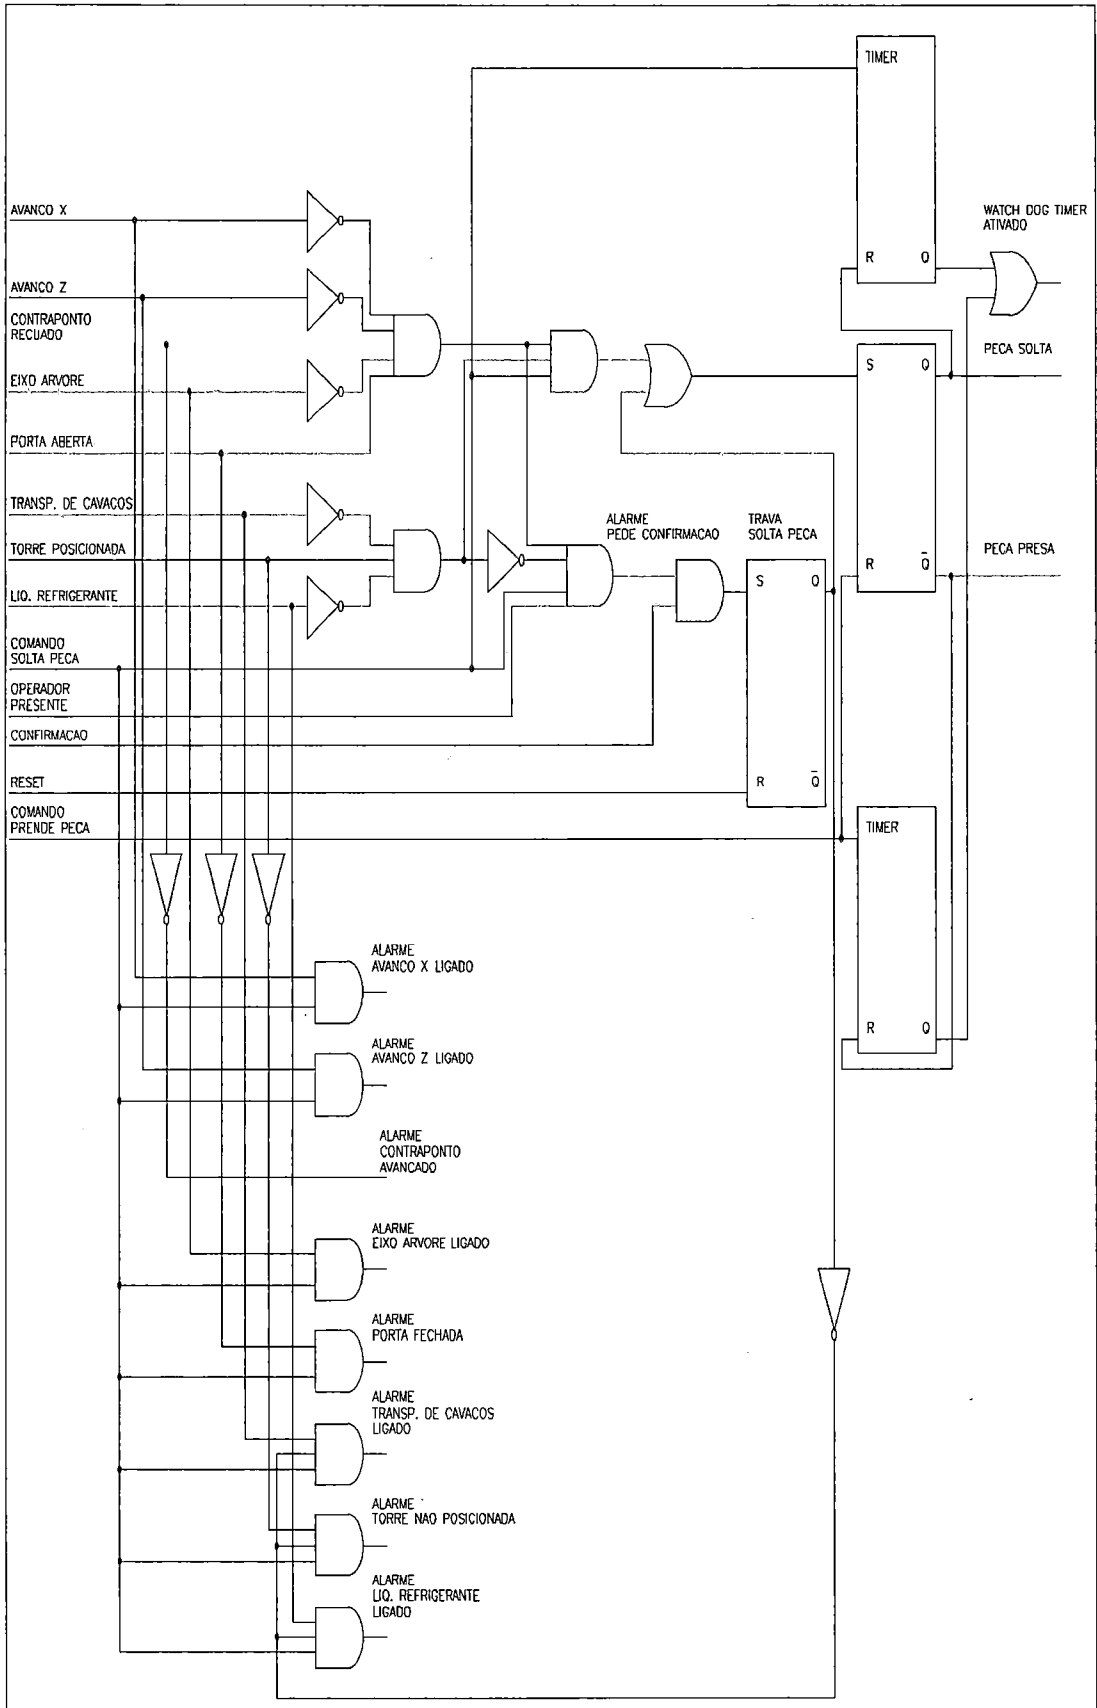 TIMER
AVANCO X
WATCH DOG TIMER
ATIVADO
R Q
AVANCO Z
CONTRAPONTO
RECUADO
PECA SOLTA
S Q
EIXO ARVORE
PORTA ABERTA
TRANSP. DE CAVACOS
ALARME
PEDE CONFIRMACAO
TRAVA
SOLTA PECA
TORRE POSICIONADA
PECA PRESA
R Q
S Q
LIQ. REFRIGERANTE
COMANDO
SOLTA PECA
OPERADOR
PRESENTE
CONFIRMACAO
RESET
R Q
COMANDO
PRENDE PECA
TIMER
ALARME
AVANCO X LIGADO
R Q
ALARME
AVANCO Z LIGADO
ALARME
CONTRAPONTO
AVANCADO
ALARME
EIXO ARVORE LIGADO
ALARME
PORTA FECHADA
ALARME
TRANSP. DE CAVACOS
LIGADO
ALARME
TORRE NAO POSICIONADA
ALARME
LIQ. REFRIGERANTE
LIGADO